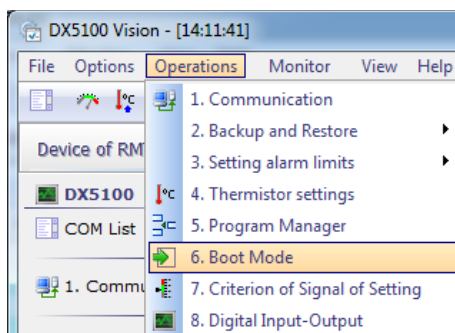 DX5100 Vision - [14:11:41]
File Options Operations Monitor View Help
°C
1. Communication
2. Backup and Restore
Device of RM
3. Setting alarm limits
DX5100
°C 4. Thermistor settings
COM List
5. Program Manager
6. Boot Mode
1. Commu
7. Criterion of Signal of Setting
8. Digital Input-Output